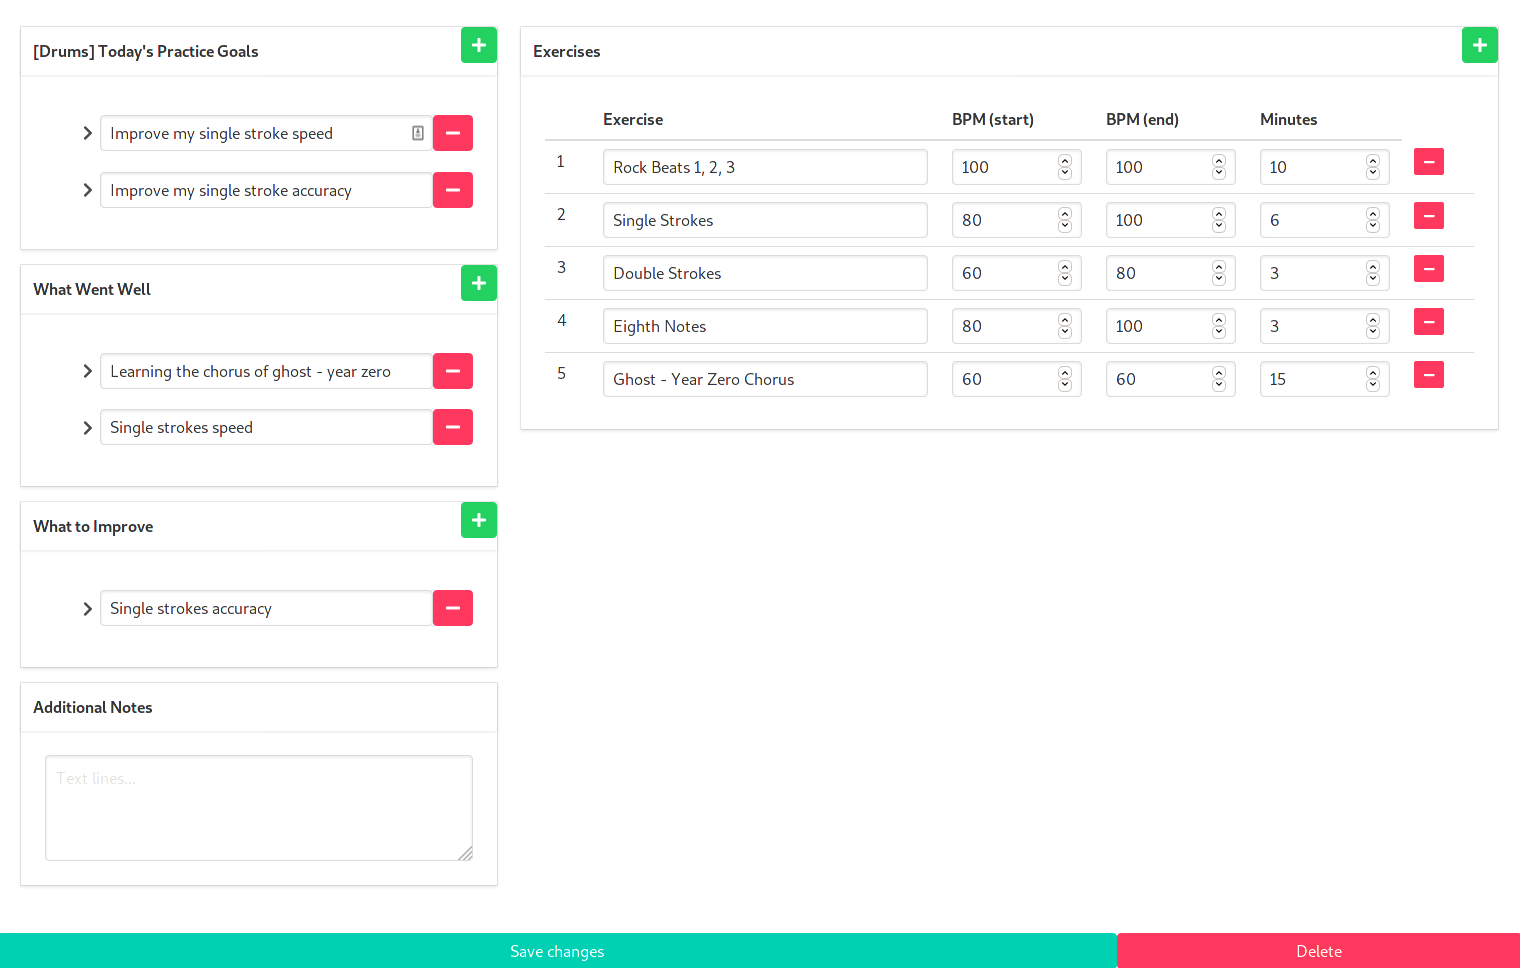 [Drums] Today's Practice Goals
Improve my single stroke speed
Improve my single stroke accuracy
What Went Well
Learning the chorus of ghost - year zero
Single strokes speed
What to Improve
Single strokes accuracy
Additional Notes
Text lines...
Exercises
Exercise BPM (start) BPM (end) Minutes
1 Rock Beats 1, 2, 3 100 100 10
2 Single Strokes 80 100 6
3 Double Strokes 60 80 3
4 Eighth Notes 80 100 3
5 Ghost - Year Zero Chorus 60 60 15
Save changes Delete